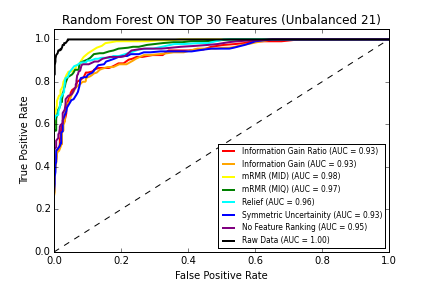 Random Forest ON TOP 30 Features (Unbalanced 21)
True Positive Rate
1.0
0.8
0.6
0.4
0.2
0.0
Information Gain Ratio (AUC = 0.93)
Information Gain (AUC = 0.93)
mRMR (MID) (AUC = 0.98)
mRMR (MIQ) (AUC = 0.97)
Relief (AUC = 0.96)
Symmetric Uncertainity (AUC = 0.93)
No Feature Ranking (AUC = 0.95)
Raw Data (AUC = 1.00)
0.0 0.2 0.4 0.6 0.8 1.0
False Positive Rate